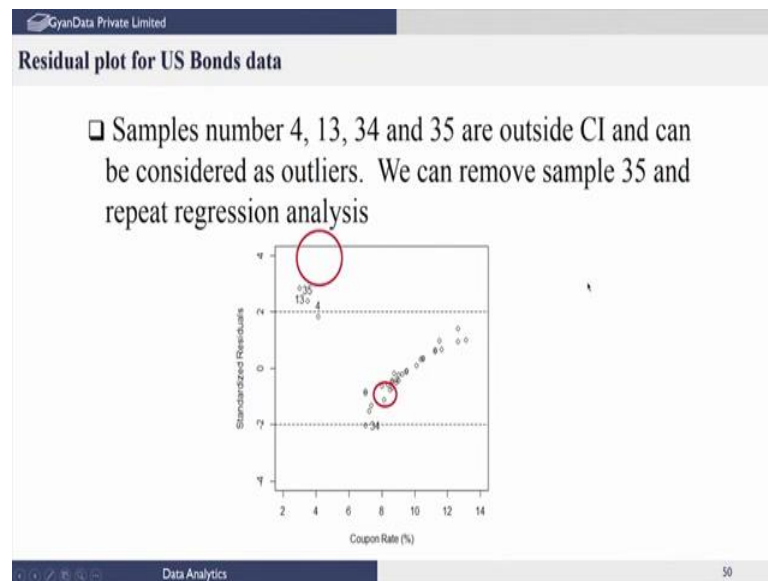 GyanData Private Limited
Residual plot for US Bonds data
❑ Samples number 4, 13, 34 and 35 are outside CI and can
be considered as outliers. We can remove sample 35 and
repeat regression analysis
Standardized Residuals
4
2
0
-2
-4
35
13
4
34
2 4 6 8 10 12 14
Coupon Rate (%)
Data Analytics
50